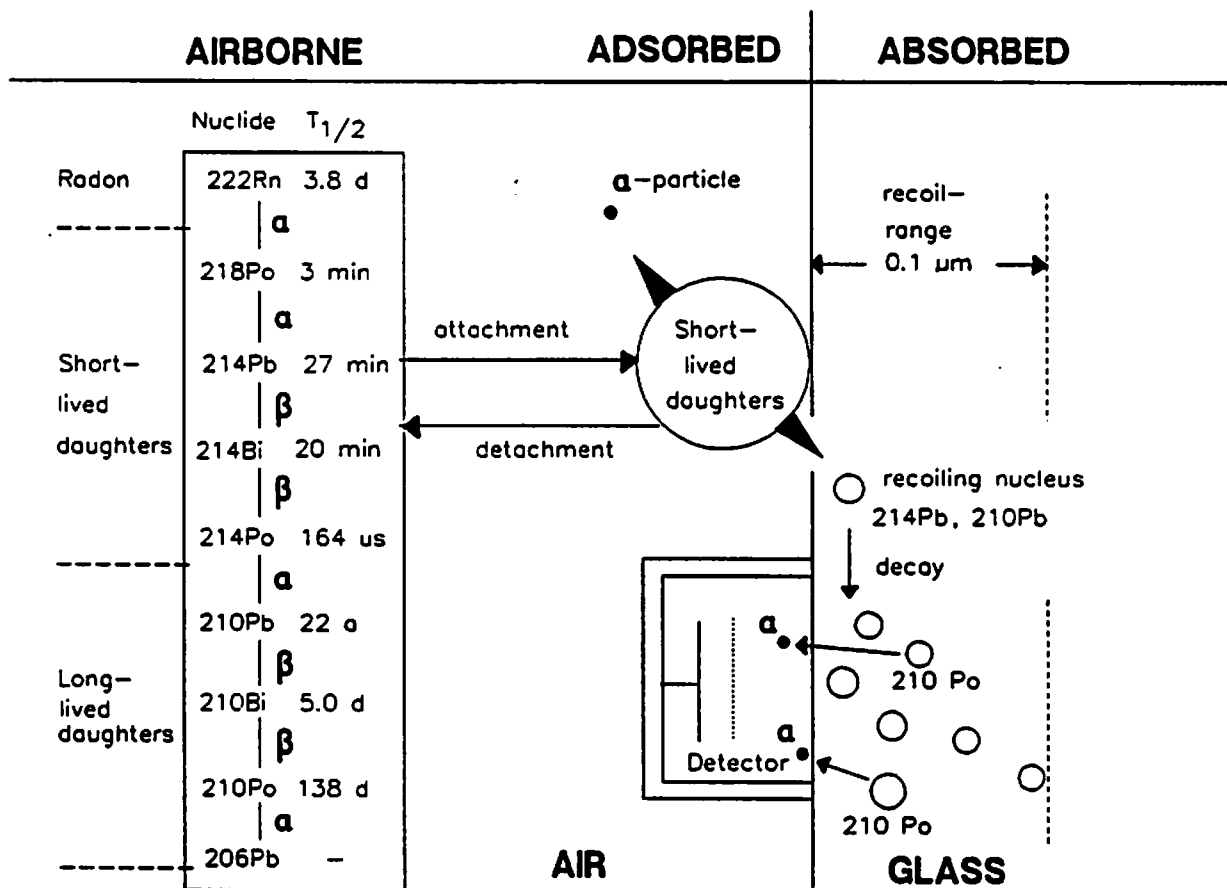 AIRBORNE ADSORBED ABSORBED
Nuclide T1/2
Radon 222Rn 3.8 d
α
218Po 3 min
α
Short-
lived
daughters
214Pb 27 min
β
214Bi 20 min
β
214Po 164 us
α
210Pb 22 a
β
Long-
lived
daughters
210Bi 5.0 d
β
210Po 138 d
α
206Pb -
attachment
detachment
α-particle
Short-
lived
daughters
recoil-
range
0.1 µm
recoiling nucleus
214Pb, 210Pb
decay
α
210 Po
α
Detector
210 Po
AIR GLASS